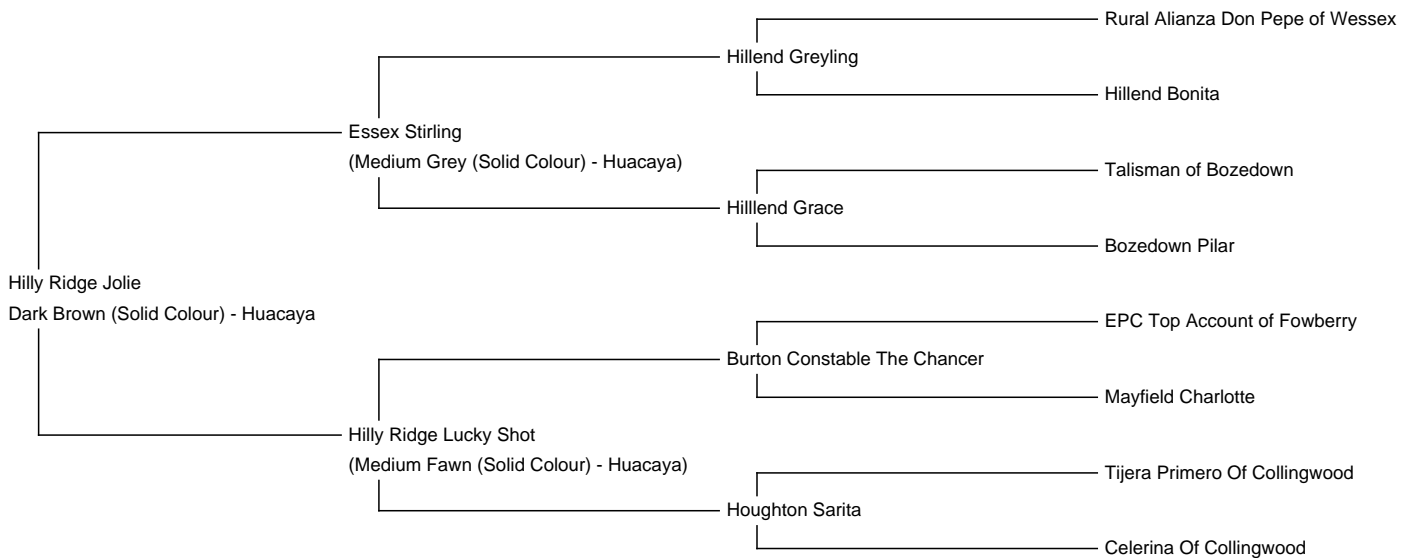 Rural Alianza Don Pepe of Wessex
Hillend Greyling
Hillend Bonita
Essex Stirling
(Medium Grey (Solid Colour) - Huacaya)
Talisman of Bozedown
Hilllend Grace
Bozedown Pilar
Hilly Ridge Jolie
Dark Brown (Solid Colour) - Huacaya
EPC Top Account of Fowberry
Burton Constable The Chancer
Mayfield Charlotte
Hilly Ridge Lucky Shot
(Medium Fawn (Solid Colour) - Huacaya)
Tijera Primero Of Collingwood
Houghton Sarita
Celerina Of Collingwood